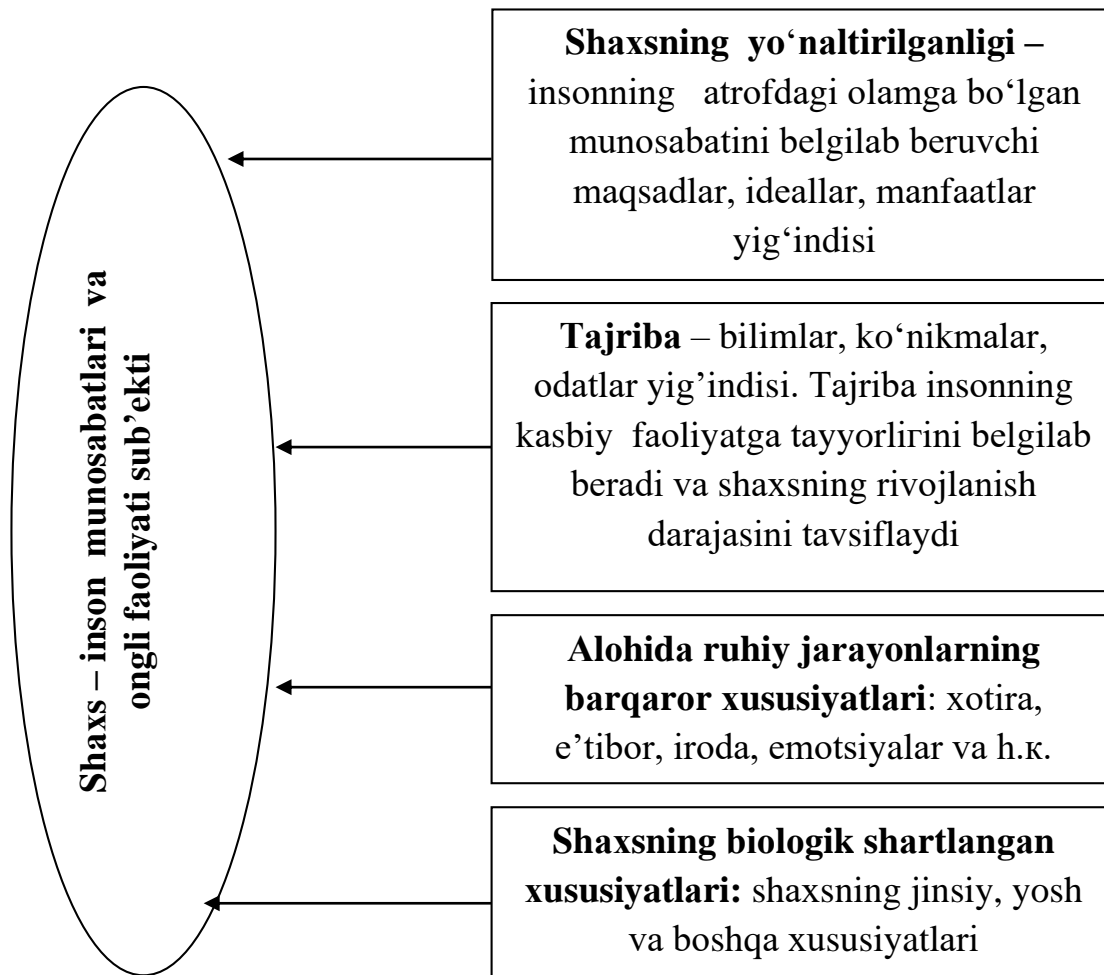 Shaxs – inson munosabatlari va
ongli faoliyati sub’ekti
Shaxsning yo‘naltirilganligi –
insonning atrofdagi olamga bo‘lgan
munosabatini belgilab beruvchi
maqsadlar, ideallar, manfaatlar
yig‘indisi
Tajriba – bilimlar, ko‘nikmalar,
odatlar yig’indisi. Tajriba insonning
kasbiy faoliyatga tayyorliгini belgilab
beradi va shaxsning rivojlanish
darajasini tavsiflaydi
Alohida ruhiy jarayonlarning
barqaror xususiyatlari: xotira,
e’tibor, iroda, emotsiyalar va h.к.
Shaxsning biologik shartlangan
xususiyatlari: shaxsning jinsiy, yosh
va boshqa xususiyatlari